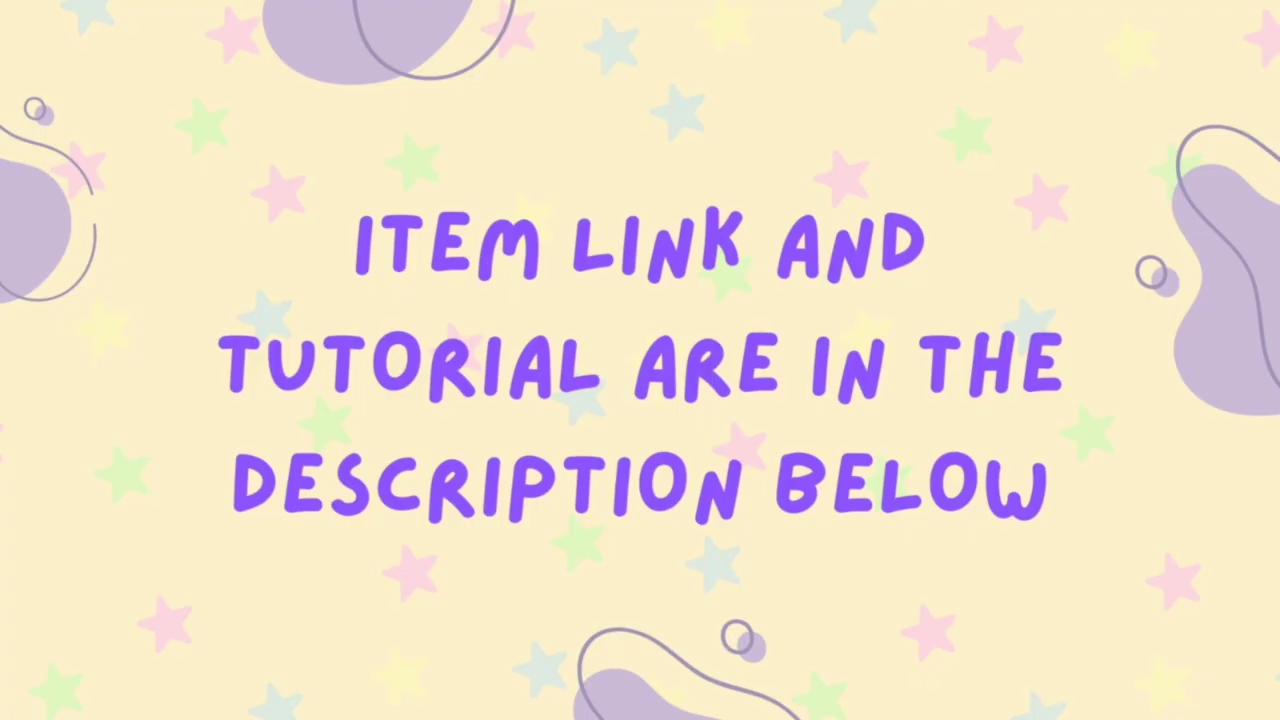 ITEM LINK AND
TUTORIAL ARE IN THE
DESCRIPTION BELOW